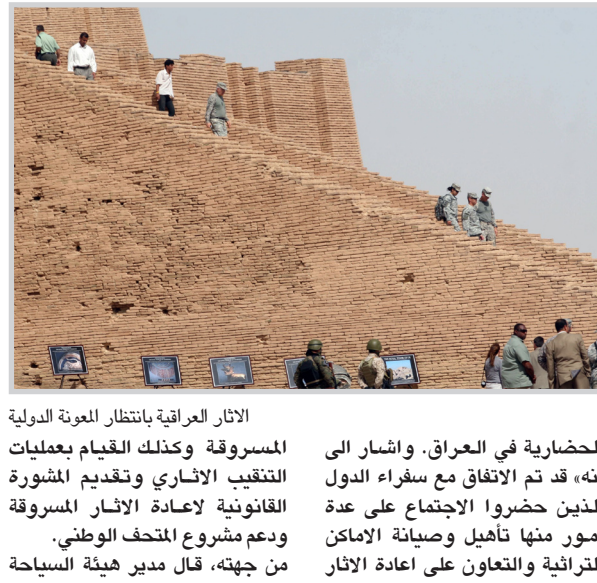 الاثار العراقية بانتظار المعونة الدولية
لحضارية في العراق. واشار الى
نه» قد تم الاتفاق مع سفراء الدول
لذين حضروا الاجتماع على عدة
مور منها تأهيل وصيانة الاماكن
لتراثية والتعاون على اعادة الاثار
المسروقة وكذلك القيام بعمليات
التنقيب الاثاري وتقديم المشورة
القانونية لاعادة الاثار المسروقة
ودعم مشروع المتحف الوطني.
من جهته، قال مدير هيئة السياحة